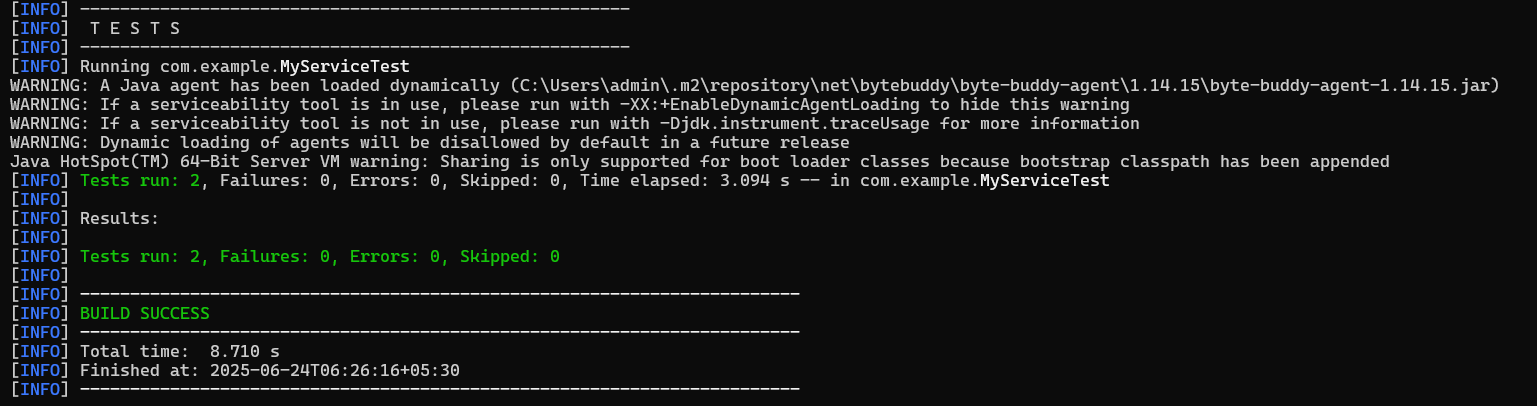 [INFO] -------------------------------------------------------
[INFO]  T E S T S
[INFO] -------------------------------------------------------
[INFO] Running com.example.MyServiceTest
WARNING: A Java agent has been loaded dynamically (C:\Users\admin\.m2\repository\net\bytebuddy\byte-buddy-agent\1.14.15\byte-buddy-agent-1.14.15.jar)
WARNING: If a serviceability tool is in use, please run with -XX:+EnableDynamicAgentLoading to hide this warning
WARNING: If a serviceability tool is not in use, please run with -Djdk.instrument.traceUsage for more information
WARNING: Dynamic loading of agents will be disallowed by default in a future release
Java HotSpot(TM) 64-Bit Server VM warning: Sharing is only supported for boot loader classes because bootstrap classpath has been appended
[INFO] Tests run: 2, Failures: 0, Errors: 0, Skipped: 0, Time elapsed: 3.094 s -- in com.example.MyServiceTest
[INFO]
[INFO] Results:
[INFO]
[INFO] Tests run: 2, Failures: 0, Errors: 0, Skipped: 0
[INFO]
[INFO] ------------------------------------------------------------------------
[INFO] BUILD SUCCESS
[INFO] ------------------------------------------------------------------------
[INFO] Total time:  8.710 s
[INFO] Finished at: 2025-06-24T06:26:16+05:30
[INFO] ------------------------------------------------------------------------